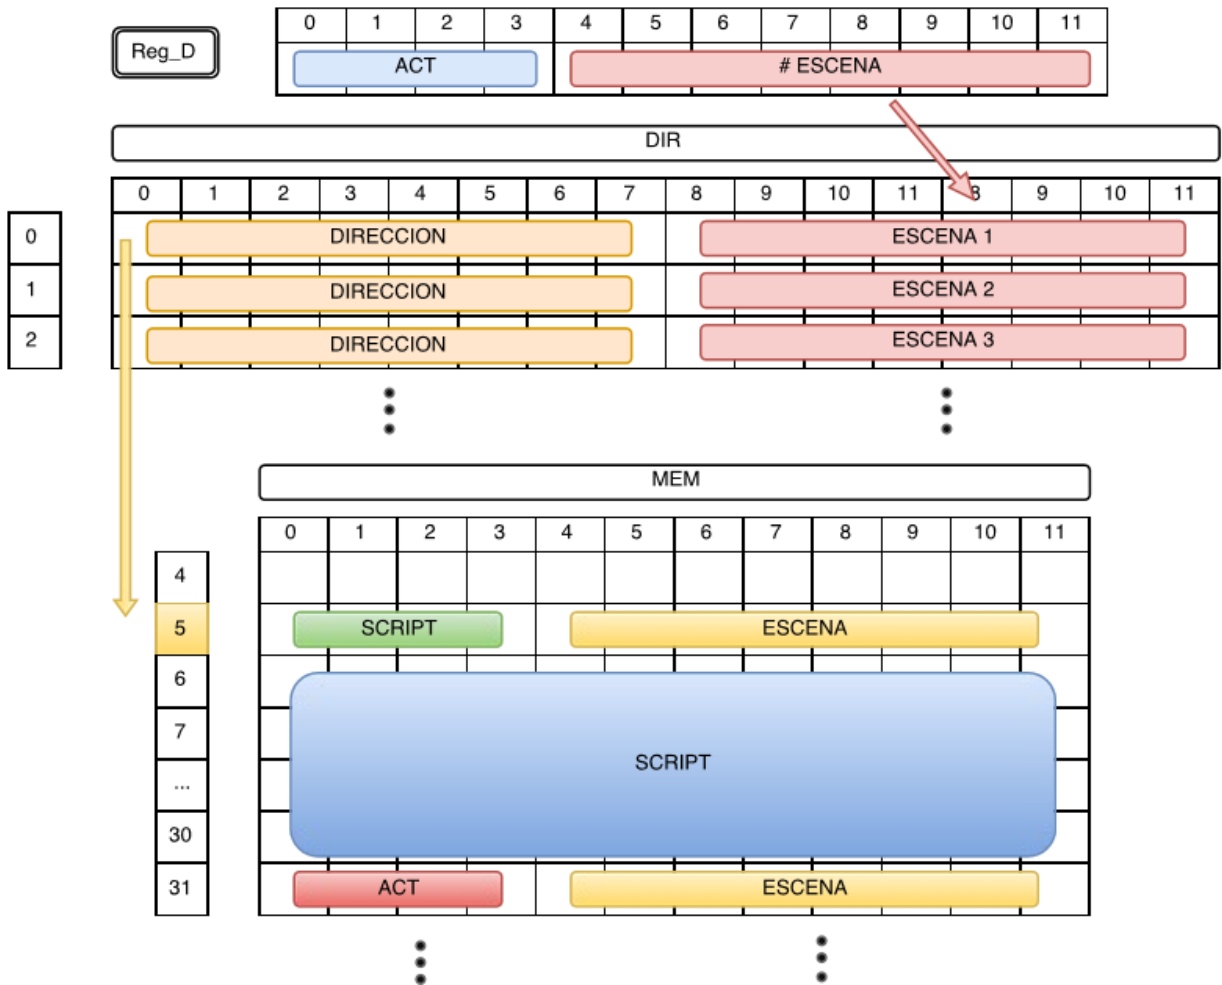 0 1 2 3 4 5 6 7 8 9 10 11
Reg_D
ACT # ESCENA
DIR
0 1 2 3 4 5 6 7 8 9 10 11 8 9 10 11
0 DIRECCION ESCENA 1
1 DIRECCION ESCENA 2
2 DIRECCION ESCENA 3
MEM
0 1 2 3 4 5 6 7 8 9 10 11
4
5 SCRIPT ESCENA
6
7
SCRIPT
...
30
31 ACT ESCENA